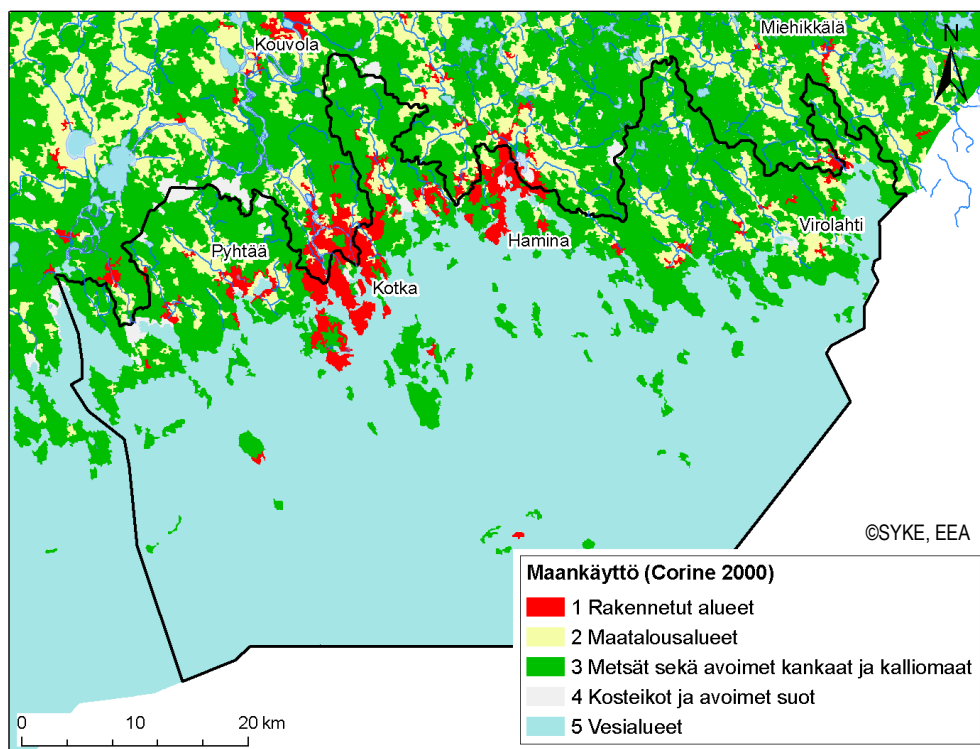 Miehikkälä
Kouvola
N
Virolahti
Hamina
Pyhtää
Kotka
©SYKE, EEA
Maankäyttö (Corine 2000)
1 Rakennetut alueet
2 Maatalousalueet
3 Metsät sekä avoimet kankaat ja kalliomaat
4 Kosteikot ja avoimet suot
5 Vesialueet
0 10 20 km